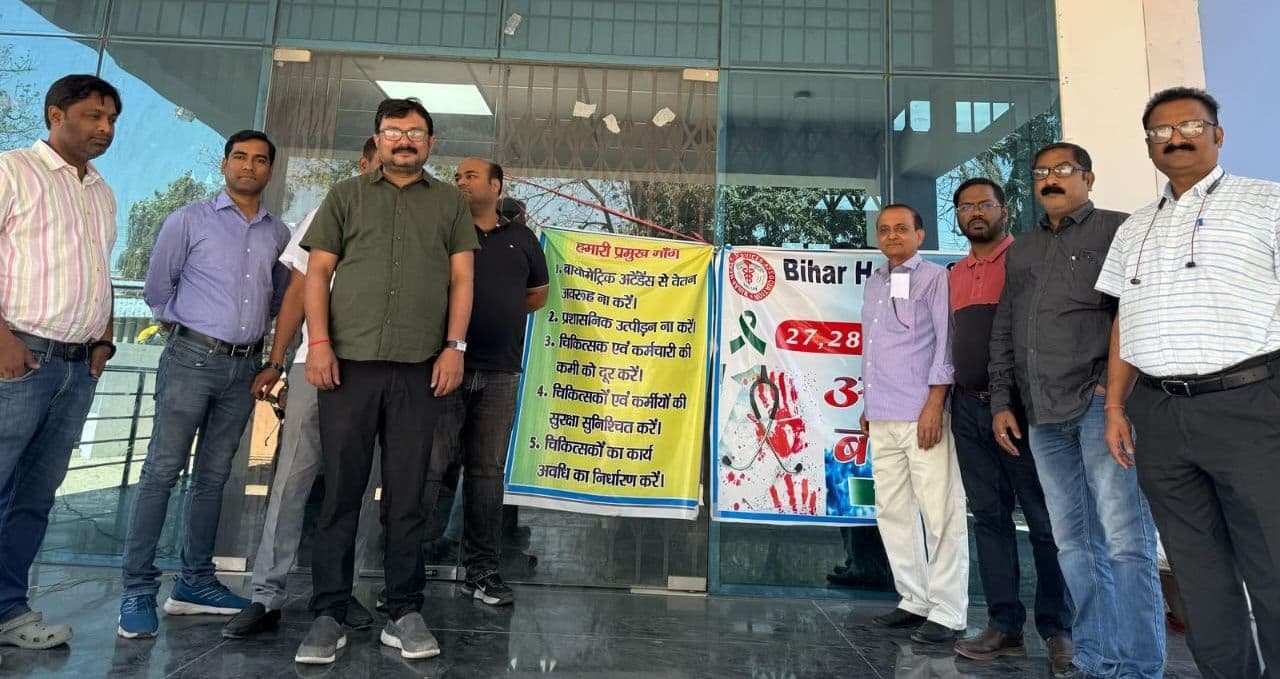 हमारी प्रमुख माँग
1. बायोमेट्रिक अटेंडेंस से वेतन
अवरूद्ध ना करें।
2. प्रशासनिक उत्पीड़न ना करें।
3. चिकित्सक एवं कर्मचारी की
कमी को दूर करें।
4. चिकित्सकों एवं कर्मीयों की
सुरक्षा सुनिश्चित करें।
5. चिकित्सकों का कार्य
अवधि का निर्धारण करें।
Bihar H
27, 28